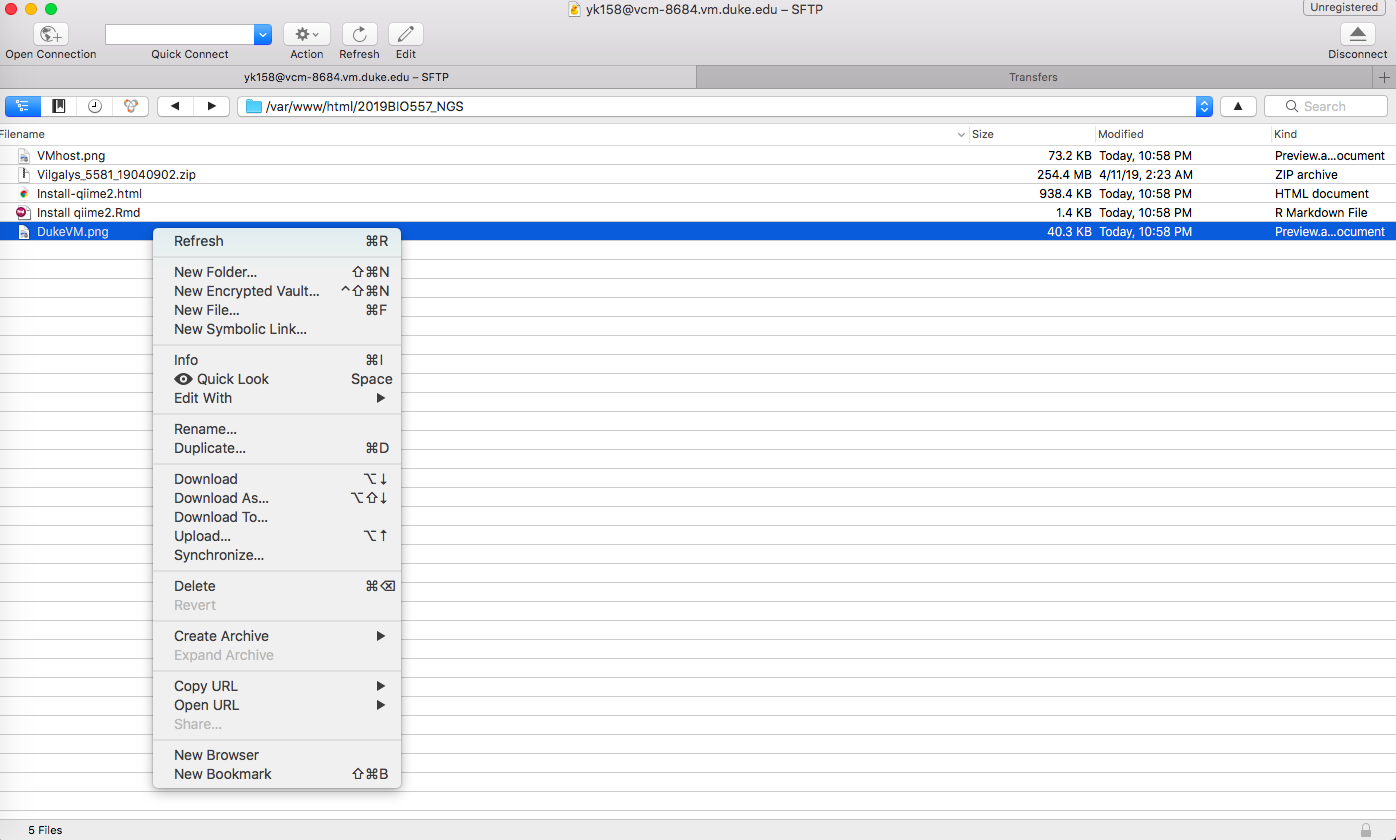 yk158@vcm-8684.vm.duke.edu – SFTP
Unregistered
Open Connection
Quick Connect
Action
Refresh
Edit
Disconnect
yk158@vcm-8684.vm.duke.edu – SFTP
Transfers
/var/www/html/2019BIO557_NGS
Search
Filename Size Modified Kind
VMhost.png 73.2 KB Today, 10:58 PM Preview.a...ocument
Vilgalys_5581_19040902.zip 254.4 MB 4/11/19, 2:23 AM ZIP archive
Install-qiime2.html 938.4 KB Today, 10:58 PM HTML document
Install qiime2.Rmd 1.4 KB Today, 10:58 PM R Markdown File
DukeVM.png 40.3 KB Today, 10:58 PM Preview.a...ocument
Refresh ⌘R
New Folder... ⇧⌘N
New Encrypted Vault... ^⇧⌘N
New File... ⌘F
New Symbolic Link...
Info ⌘I
Quick Look Space
Edit With
Rename...
Duplicate... ⌘D
Download ⌥↓
Download As... ⌥⇧↓
Download To...
Upload... ⌥↑
Synchronize...
Delete ⌘⌫
Revert
Create Archive
Expand Archive
Copy URL
Open URL
Share...
New Browser
New Bookmark ⇧⌘B
5 Files